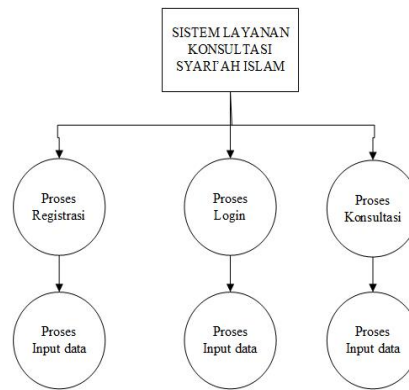 SISTEM LAYANAN
KONSULTASI
SYARI'AH ISLAM
Proses
Registrasi
Proses
Login
Proses
Konsultasi
Proses
Input data
Proses
Input data
Proses
Input data